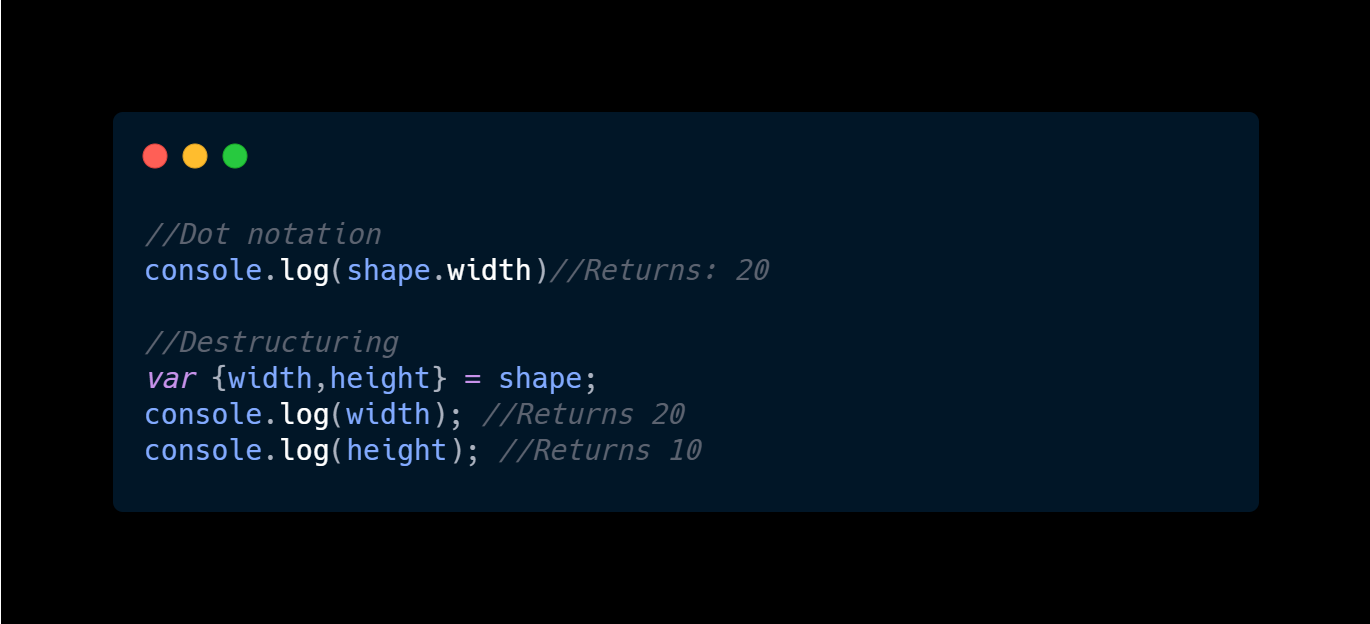 //Dot notation
console.log(shape.width)//Returns: 20
//Destructuring
var {width,height} = shape;
console.log(width); //Returns 20
console.log(height); //Returns 10